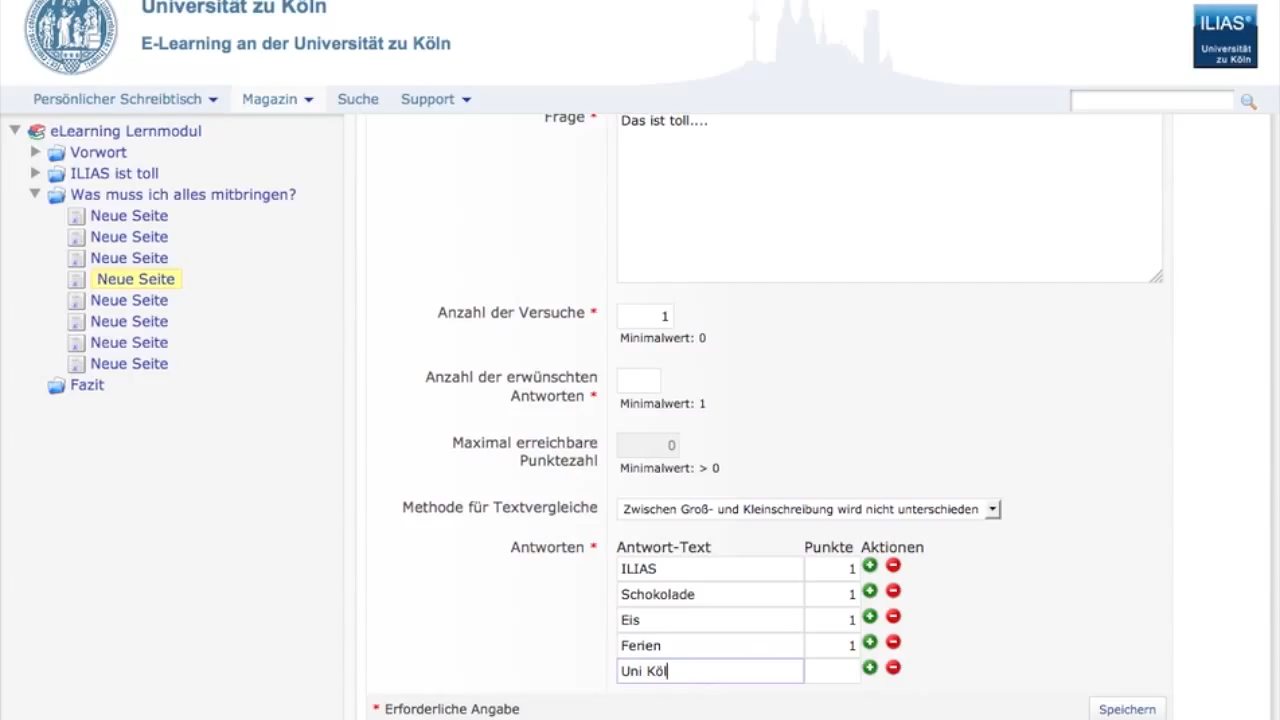 Universität zu Köln
E-Learning an der Universität zu Köln
ILIAS®
Universität
zu Köln
Persönlicher Schreibtisch Magazin Suche Support
eLearning Lernmodul
Vorwort
ILIAS ist toll
Was muss ich alles mitbringen?
Neue Seite
Neue Seite
Neue Seite
Neue Seite
Neue Seite
Neue Seite
Neue Seite
Neue Seite
Fazit
Frage *
Das ist toll....
Anzahl der Versuche * 1
Minimalwert: 0
Anzahl der erwünschten
Antworten *
Minimalwert: 1
Maximal erreichbare
Punktezahl
0
Minimalwert: > 0
Methode für Textvergleiche Zwischen Groß- und Kleinschreibung wird nicht unterschieden
Antworten * Antwort-Text Punkte Aktionen
ILIAS 1
Schokolade 1
Eis 1
Ferien 1
Uni Köl
* Erforderliche Angabe Speichern